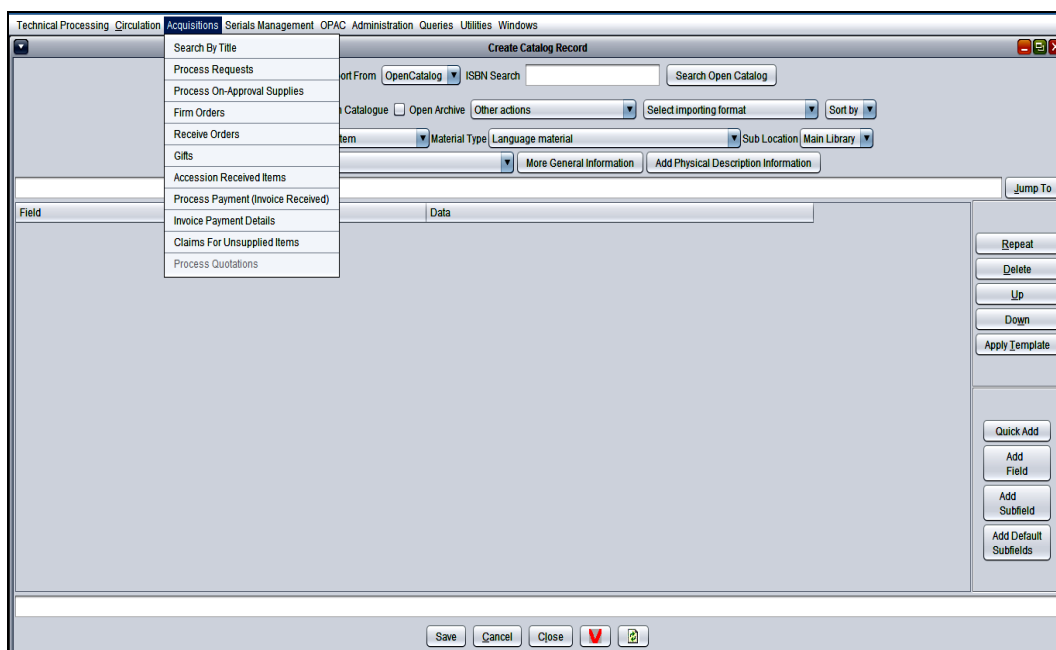 Technical Processing Circulation Acquisitions Serials Management OPAC Administration Queries Utilities Windows
Create Catalog Record
Search By Title
Process Requests
Process On-Approval Supplies
Firm Orders
Receive Orders
Gifts
Accession Received Items
Process Payment (Invoice Received)
Invoice Payment Details
Claims For Unsupplied Items
Process Quotations
From OpenCatalog ISBN Search Search Open Catalog
Catalogue Open Archive Other actions Select importing format Sort by
Material Type Language material Sub Location Main Library
More General Information Add Physical Description Information
Jump To
Field Data
Repeat
Delete
Up
Down
Apply Template
Quick Add
Add
Field
Add
Subfield
Add Default
Subfields
Save Cancel Close